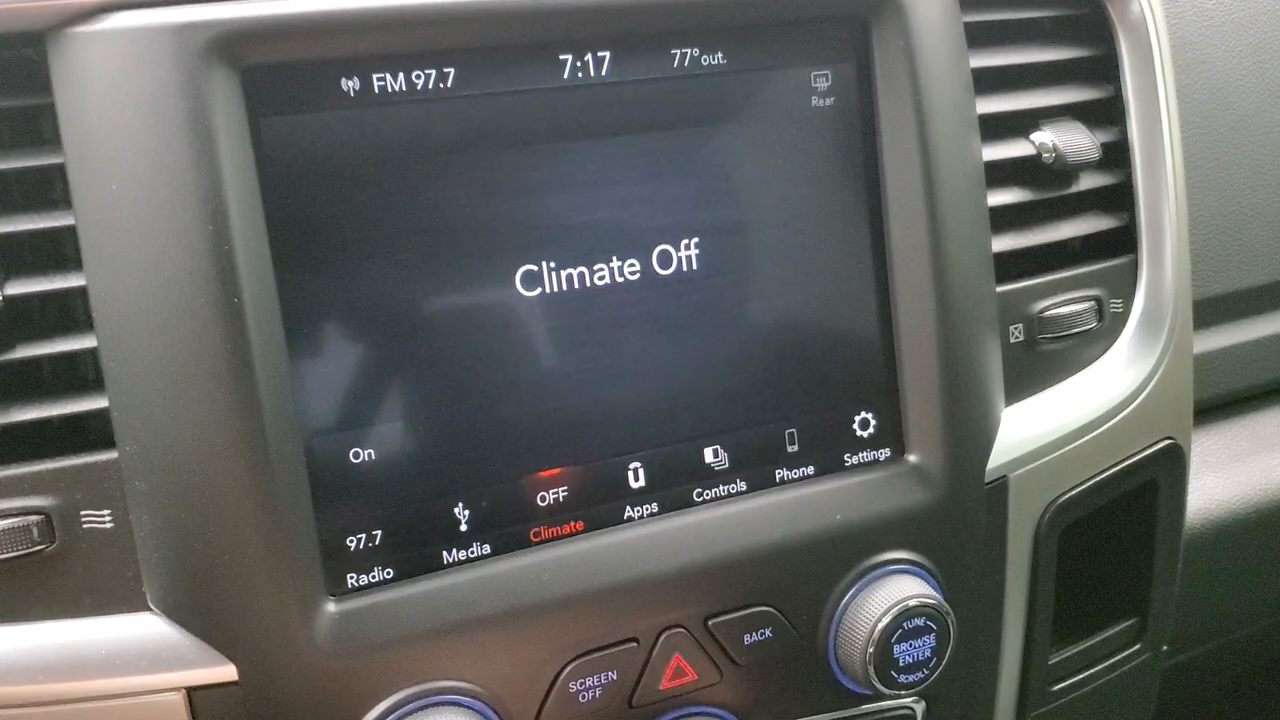 FM 97.7
7:17
77° out.
Rear
Climate Off
On
97.7
Radio
Media
OFF
Climate
Apps
Controls
Phone
Settings
SCREEN
OFF
BACK
TUNE
BROWSE
ENTER
SCROLL